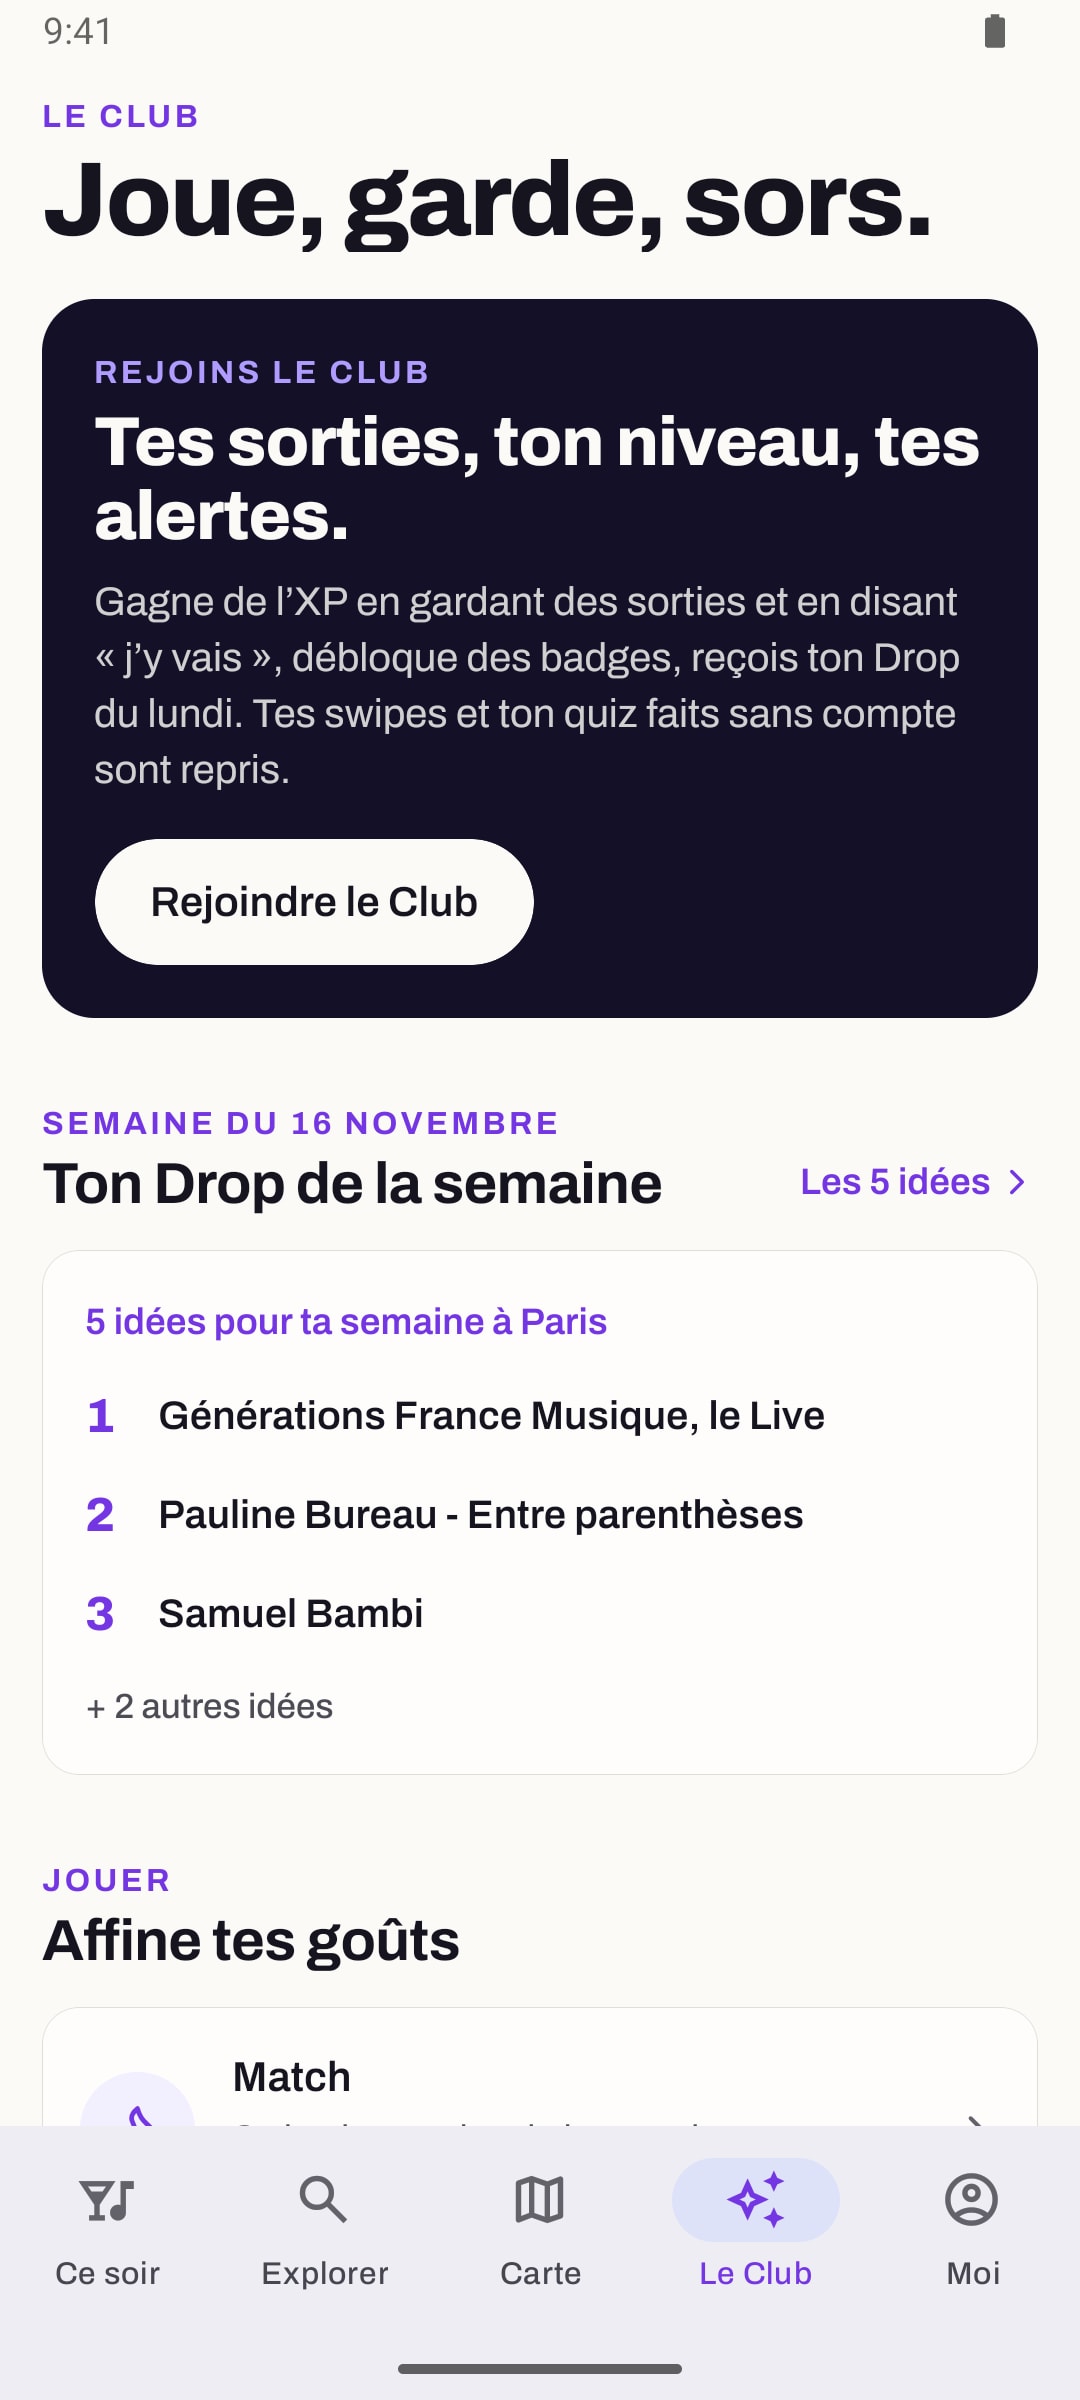 9:41
LE CLUB
Joue, garde, sors.
REJOINS LE CLUB
Tes sorties, ton niveau, tes
alertes.
Gagne de l’XP en gardant des sorties et en disant
« j’y vais », débloque des badges, reçois ton Drop
du lundi. Tes swipes et ton quiz faits sans compte
sont repris.
Rejoindre le Club
SEMAINE DU 16 NOVEMBRE
Ton Drop de la semaine
Les 5 idées
5 idées pour ta semaine à Paris
1 Générations France Musique, le Live
2 Pauline Bureau - Entre parenthèses
3 Samuel Bambi
+ 2 autres idées
JOUER
Affine tes goûts
Match
Ce soir
Explorer
Carte
Le Club
Moi